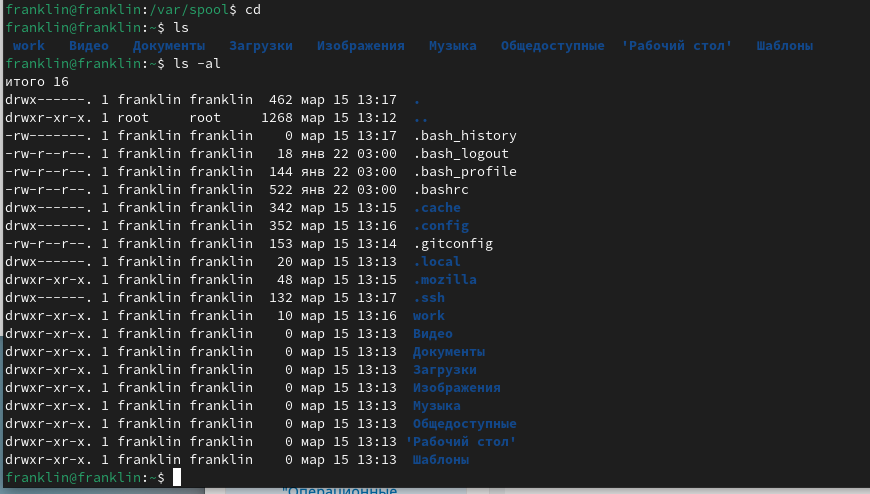 franklin@franklin:/var/spool$ cd
franklin@franklin:~$ ls
work   Видео   Документы   Загрузки   Изображения   Музыка   Общедоступные  'Рабочий стол'   Шаблоны
franklin@franklin:~$ ls -al
итого 16
drwx------. 1 franklin franklin  462 мар 15 13:17  .
drwxr-xr-x. 1 root     root     1268 мар 15 13:12  ..
-rw-------. 1 franklin franklin    0 мар 15 13:17  .bash_history
-rw-r--r--. 1 franklin franklin   18 янв 22 03:00  .bash_logout
-rw-r--r--. 1 franklin franklin  144 янв 22 03:00  .bash_profile
-rw-r--r--. 1 franklin franklin  522 янв 22 03:00  .bashrc
drwx------. 1 franklin franklin  342 мар 15 13:15  .cache
drwx------. 1 franklin franklin  352 мар 15 13:16  .config
-rw-r--r--. 1 franklin franklin  153 мар 15 13:14  .gitconfig
drwx------. 1 franklin franklin   20 мар 15 13:13  .local
drwxr-xr-x. 1 franklin franklin   48 мар 15 13:15  .mozilla
drwx------. 1 franklin franklin  132 мар 15 13:17  .ssh
drwxr-xr-x. 1 franklin franklin   10 мар 15 13:16  work
drwxr-xr-x. 1 franklin franklin    0 мар 15 13:13  Видео
drwxr-xr-x. 1 franklin franklin    0 мар 15 13:13  Документы
drwxr-xr-x. 1 franklin franklin    0 мар 15 13:13  Загрузки
drwxr-xr-x. 1 franklin franklin    0 мар 15 13:13  Изображения
drwxr-xr-x. 1 franklin franklin    0 мар 15 13:13  Музыка
drwxr-xr-x. 1 franklin franklin    0 мар 15 13:13  Общедоступные
drwxr-xr-x. 1 franklin franklin    0 мар 15 13:13 'Рабочий стол'
drwxr-xr-x. 1 franklin franklin    0 мар 15 13:13  Шаблоны
franklin@franklin:~$
"Операционные